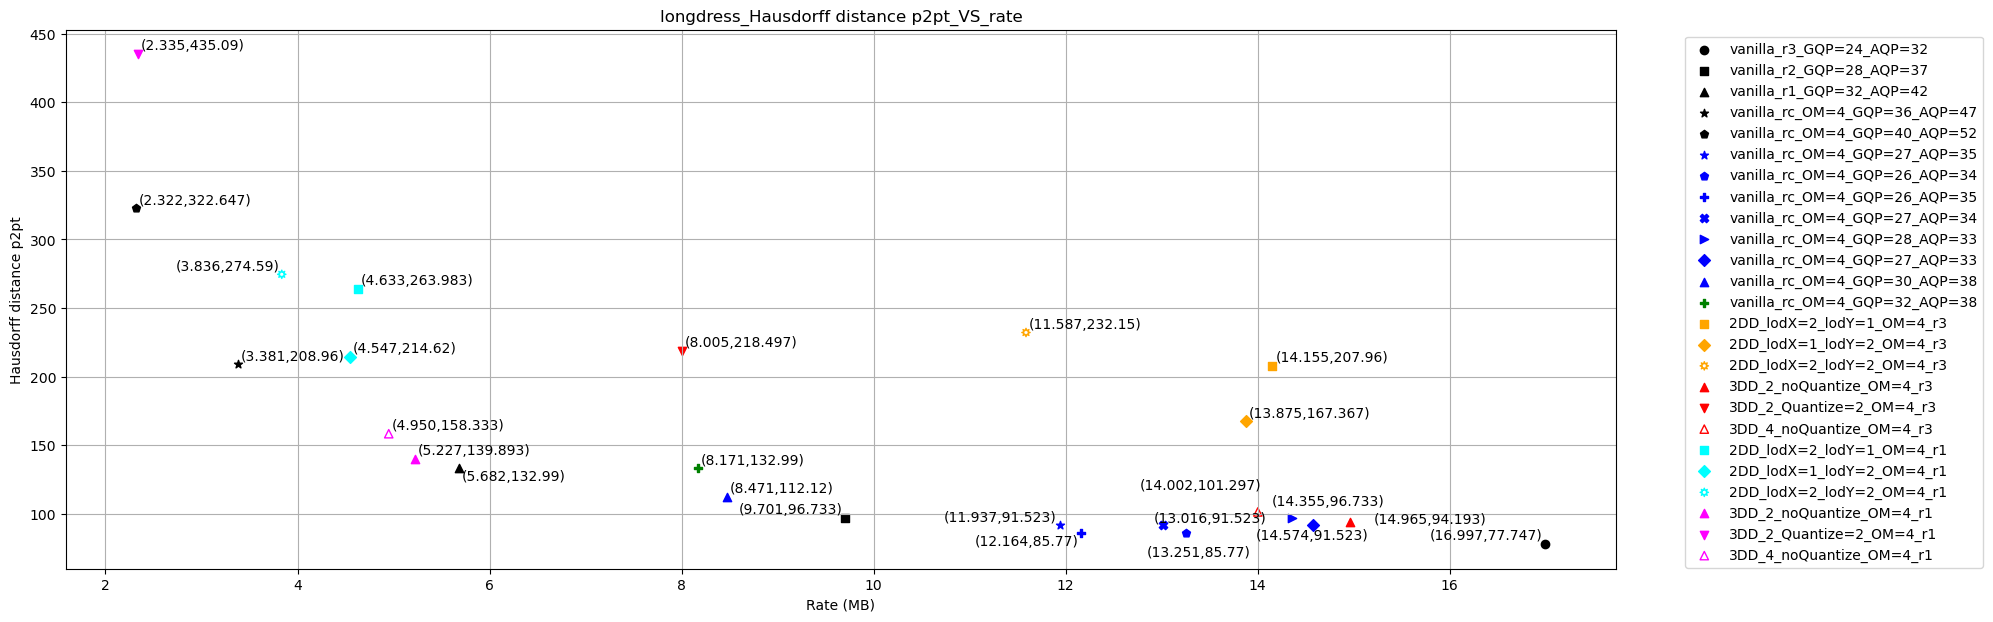 longdress_Hausdorff distance p2pt_VS_rate
Hausdorff distance p2pt
450
400
350
300
250
200
150
100
(2.335,435.09)
(2.322,322.647)
(3.836,274.59)
(4.633,263.983)
(11.587,232.15)
(8.005,218.497)
(4.547,214.62)
(3.381,208.96)
(14.155,207.96)
(13.875,167.367)
(4.950,158.333)
(5.227,139.893)
(5.682,132.99)
(8.171,132.99)
(8.471,112.12)
(9.701,96.733)
(14.002,101.297)
(14.355,96.733)
(11.937,91.523)
(13.016,91.523)
(14.965,94.193)
(12.164,85.77)
(14.574,91.523)
(16.997,77.747)
(13.251,85.77)
2
4
6
8
10
12
14
16
Rate (MB)
vanilla_r3_GQP=24_AQP=32
vanilla_r2_GQP=28_AQP=37
vanilla_r1_GQP=32_AQP=42
vanilla_rc_OM=4_GQP=36_AQP=47
vanilla_rc_OM=4_GQP=40_AQP=52
vanilla_rc_OM=4_GQP=27_AQP=35
vanilla_rc_OM=4_GQP=26_AQP=34
vanilla_rc_OM=4_GQP=26_AQP=35
vanilla_rc_OM=4_GQP=27_AQP=34
vanilla_rc_OM=4_GQP=28_AQP=33
vanilla_rc_OM=4_GQP=27_AQP=33
vanilla_rc_OM=4_GQP=30_AQP=38
vanilla_rc_OM=4_GQP=32_AQP=38
2DD_lodX=2_lodY=1_OM=4_r3
2DD_lodX=1_lodY=2_OM=4_r3
2DD_lodX=2_lodY=2_OM=4_r3
3DD_2_noQuantize_OM=4_r3
3DD_2_Quantize=2_OM=4_r3
3DD_4_noQuantize_OM=4_r3
2DD_lodX=2_lodY=1_OM=4_r1
2DD_lodX=1_lodY=2_OM=4_r1
2DD_lodX=2_lodY=2_OM=4_r1
3DD_2_noQuantize_OM=4_r1
3DD_2_Quantize=2_OM=4_r1
3DD_4_noQuantize_OM=4_r1